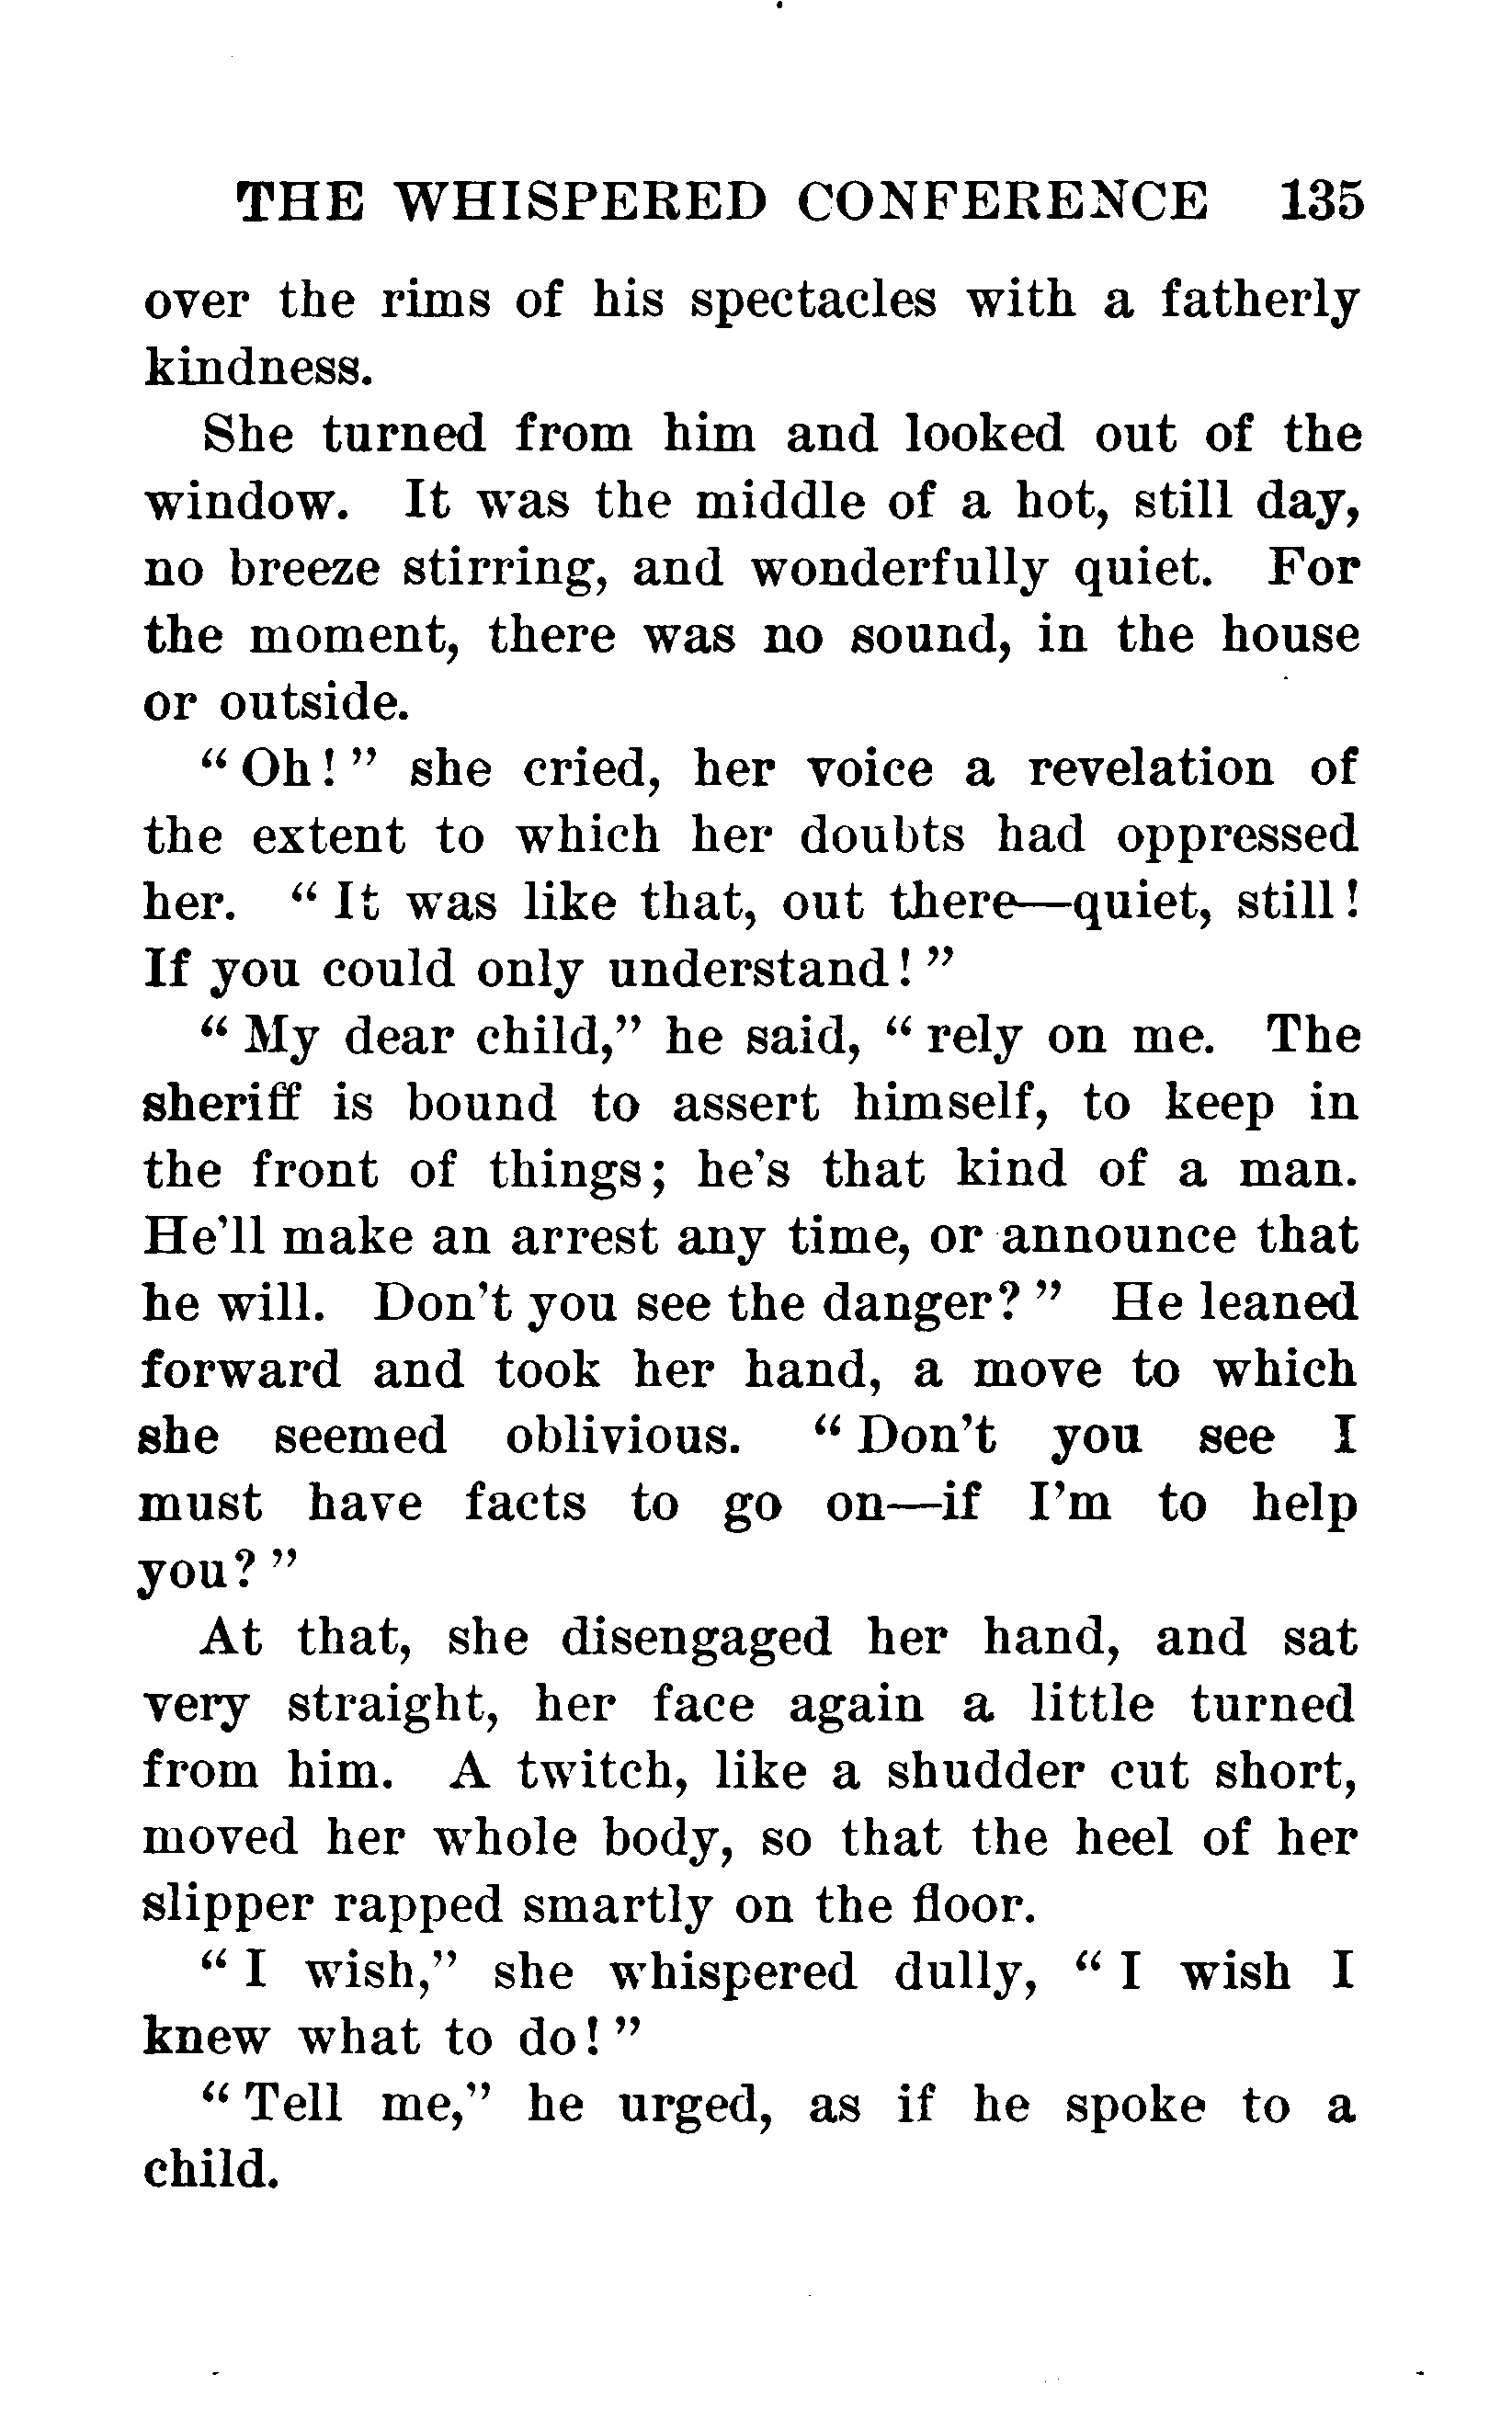 THE WHISPERED CONFERENCE 135
over the rims of his spectacles with a fatherly
kindness.
She turned from him and looked out of the
window. It was the middle of a hot, still day,
no breeze stirring, and wonderfully quiet. For
the moment, there was no sound, in the house
or outside.
“ Oh! ” she cried, her voice a revelation of
the extent to which her doubts had oppressed
her. “ It was like that, out there—quiet, still!
If you could only understand! ”
“ My dear child,” he said, “ rely on me. The
sheriff is bound to assert himself, to keep in
the front of things; he's that kind of a man.
He'll make an arrest any time, or announce that
he will. Don't you see the danger? ” He leaned
forward and took her hand, a move to which
she seemed oblivious. “ Don't you see I
must have facts to go on—if I'm to help
you? ”
At that, she disengaged her hand, and sat
very straight, her face again a little turned
from him. A twitch, like a shudder cut short,
moved her whole body, so that the heel of her
slipper rapped smartly on the floor.
“ I wish,” she whispered dully, “ I wish I
knew what to do! ”
“ Tell me,” he urged, as if he spoke to a
child.